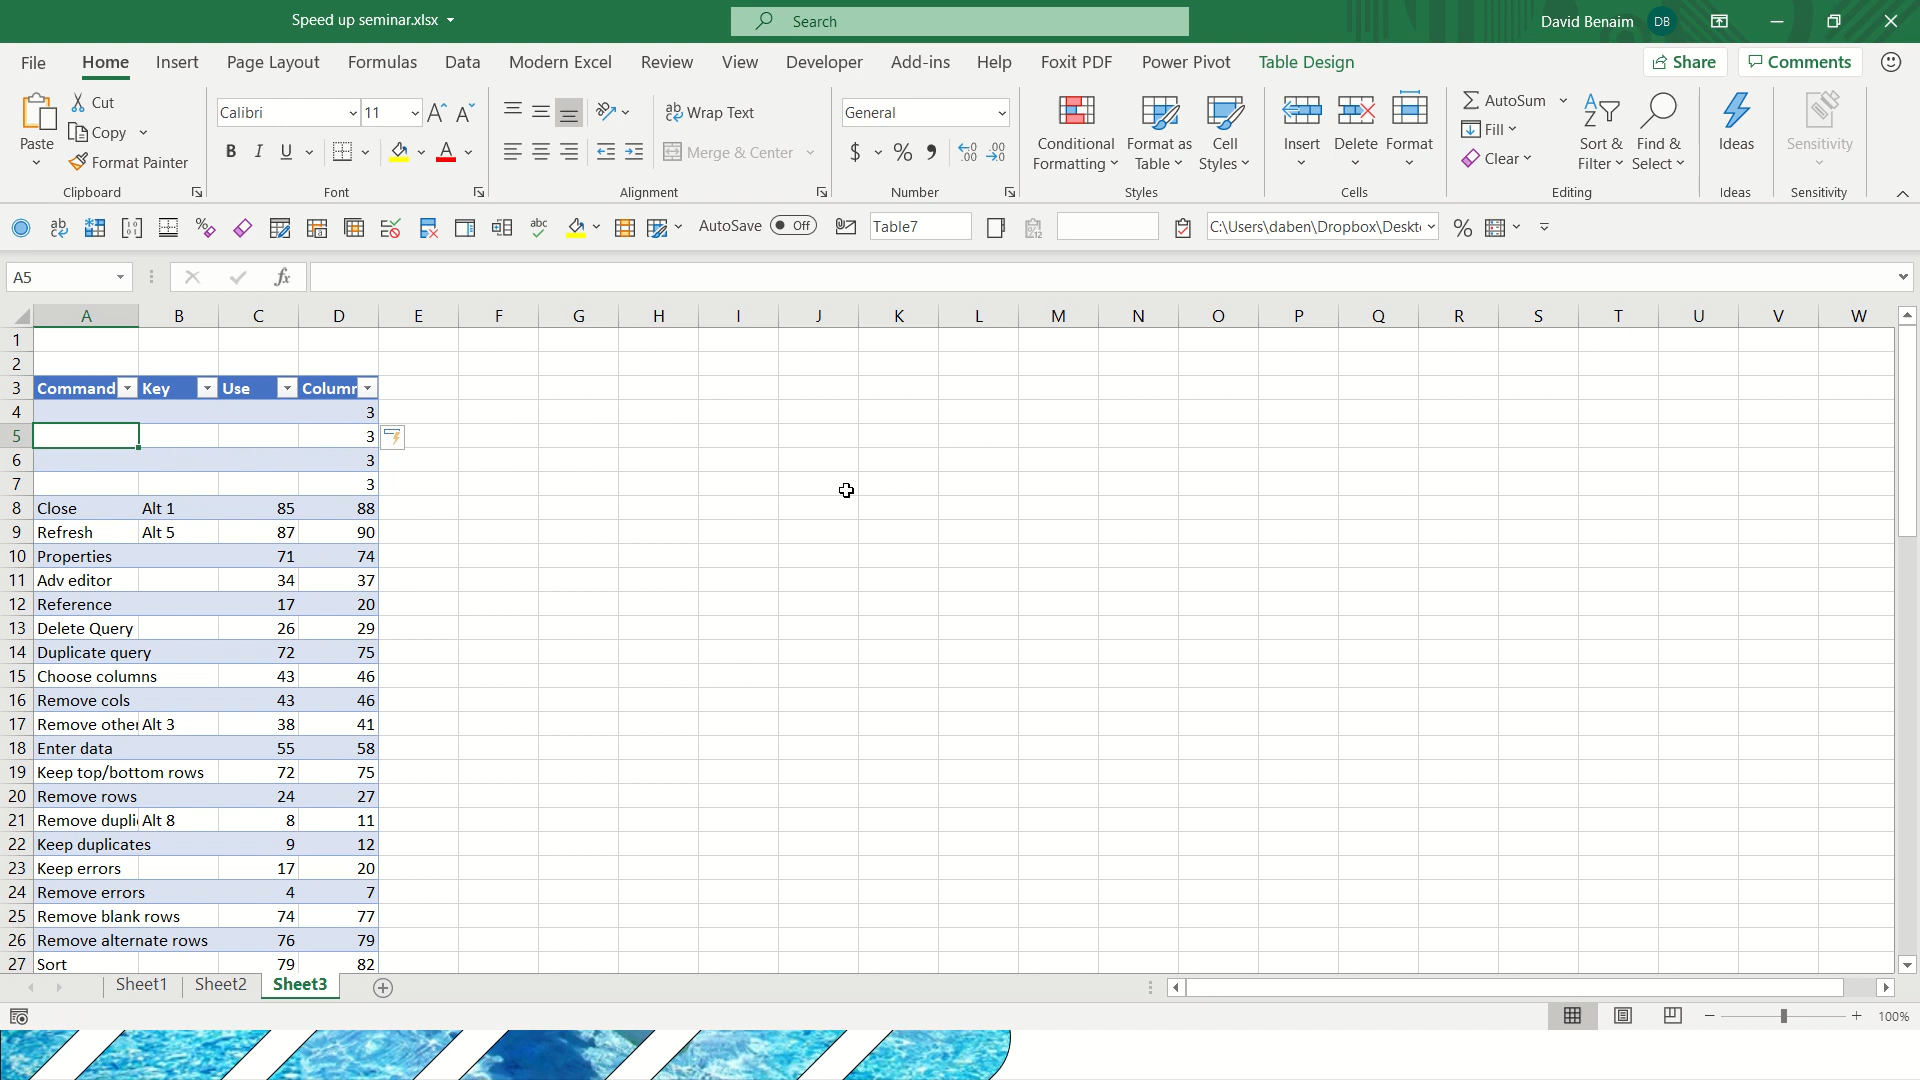 Speed up seminar.xlsx
Search
David Benaim DB
File Home Insert Page Layout Formulas Data Modern Excel Review View Developer Add-ins Help Foxit PDF Power Pivot Table Design Share Comments
Paste
Cut
Copy
Format Painter
Clipboard
Calibri 11
B I U A
Font
Wrap Text
Merge & Center
Alignment
General
$ % ,
Number
Conditional Formatting
Format as Table
Cell Styles
Styles
Insert Delete Format
Cells
AutoSum
Fill
Clear
Sort & Filter
Find & Select
Editing
Ideas
Ideas
Sensitivity
Sensitivity
AutoSave Off Table7 C:\Users\daben\Dropbox\Deskt %
A5 fx
A B C D E F G H I J K L M N O P Q R S T U V W
1
2
3 Command Key Use Column
4 3
5 3
6 3
7 3
8 Close Alt 1 85 88
9 Refresh Alt 5 87 90
10 Properties 71 74
11 Adv editor 34 37
12 Reference 17 20
13 Delete Query 26 29
14 Duplicate query 72 75
15 Choose columns 43 46
16 Remove cols 43 46
17 Remove other Alt 3 38 41
18 Enter data 55 58
19 Keep top/bottom rows 72 75
20 Remove rows 24 27
21 Remove dupli Alt 8 8 11
22 Keep duplicates 9 12
23 Keep errors 17 20
24 Remove errors 4 7
25 Remove blank rows 74 77
26 Remove alternate rows 76 79
27 Sort 79 82
Sheet1 Sheet2 Sheet3
100%